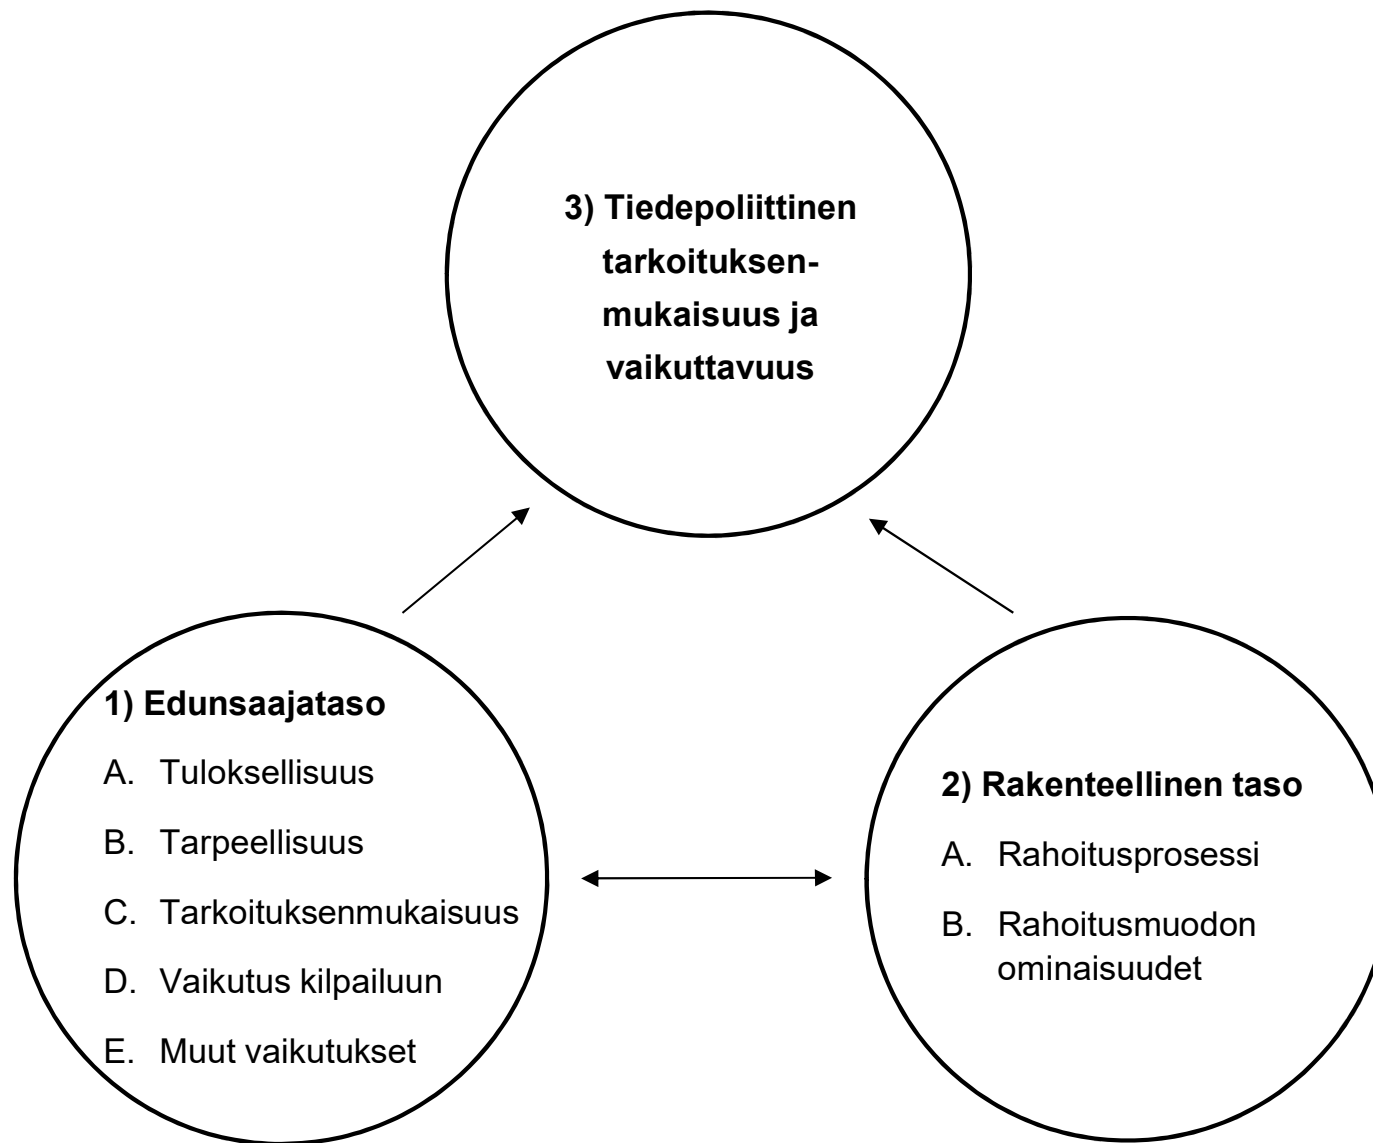 3) Tiedepoliittinen
tarkoituksen-
mukaisuus ja
vaikuttavuus
1) Edunsaajataso
A. Tuloksellisuus
B. Tarpeellisuus
C. Tarkoituksenmukaisuus
D. Vaikutus kilpailuun
E. Muut vaikutukset
2) Rakenteellinen taso
A. Rahoitusprosessi
B. Rahoitusmuodon
ominaisuudet